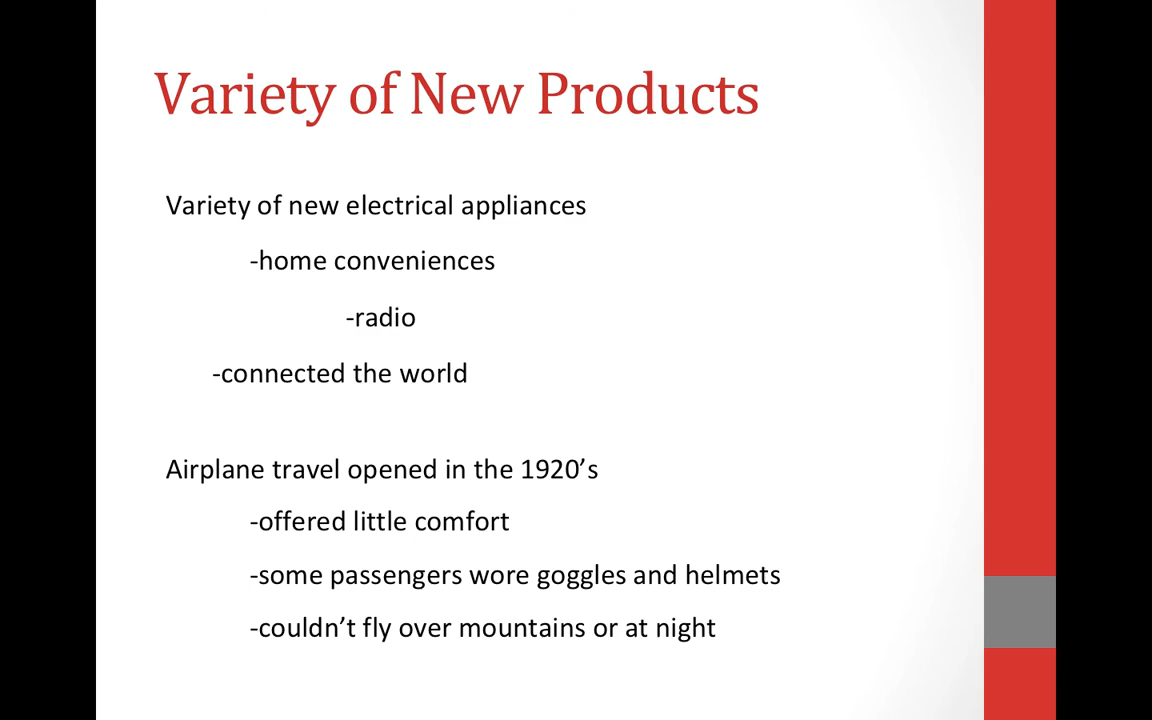 Variety of New Products
Variety of new electrical appliances
-home conveniences
-radio
-connected the world
Airplane travel opened in the 1920’s
-offered little comfort
-some passengers wore goggles and helmets
-couldn’t fly over mountains or at night